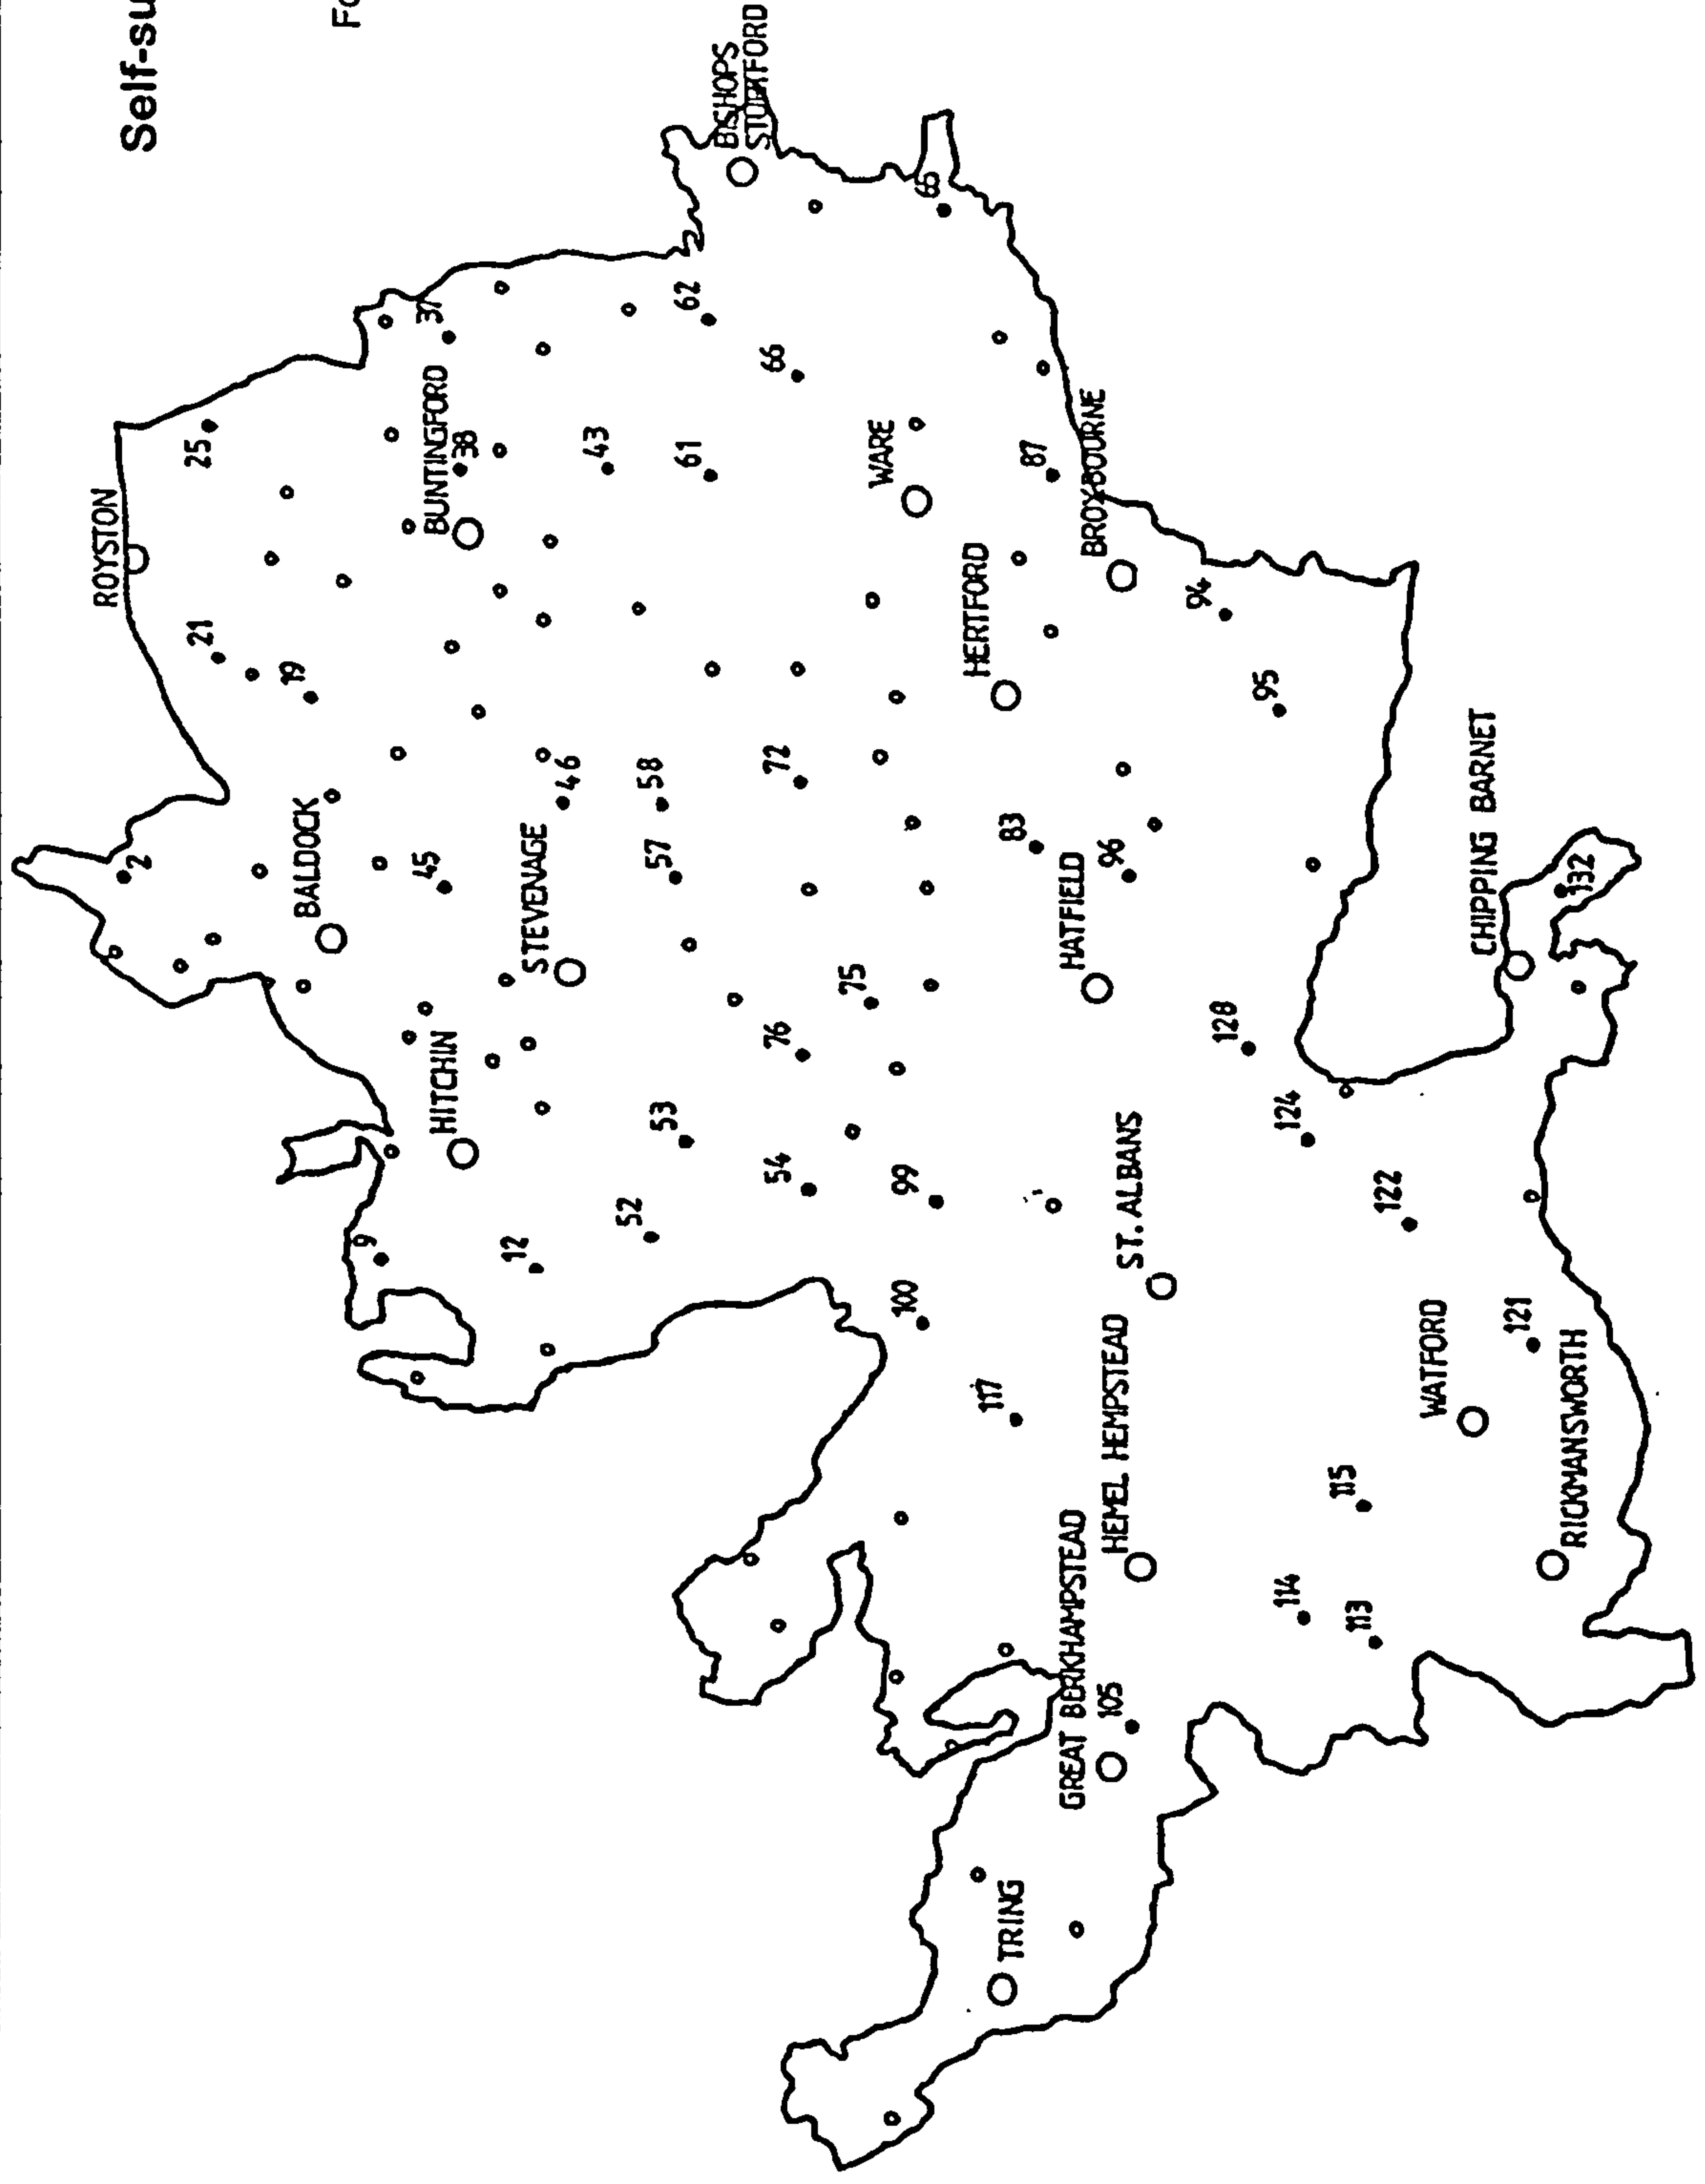 Self-su
Fo
ROYSTON
2
21
25
19
BALDOCK
9
37
BUNTINGFORD
38
45
HITCHIN
12
STEVENAGE
46
43
52
53
57
58
61
62
BISHOPS
STORTFORD
54
76
72
66
75
99
100
WARE
65
117
HERTFORD
83
87
GREAT BERKHAMPSTEAD
105
HEMEL HEMPSTEAD
ST. ALBANS
HATFIELD
96
BROXBOURNE
TRING
94
128
95
114
124
113
115
122
WATFORD
CHIPPING BARNET
121
RICKMANSWORTH
132